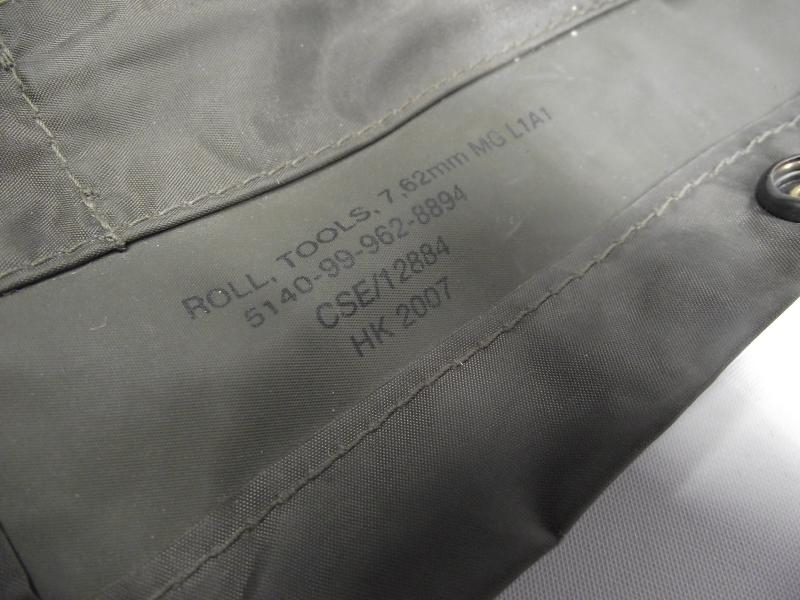 ROLL, TOOLS, 7,62mm MG L1A1
5140-99-962-8894
CSE/12884
HK 2007